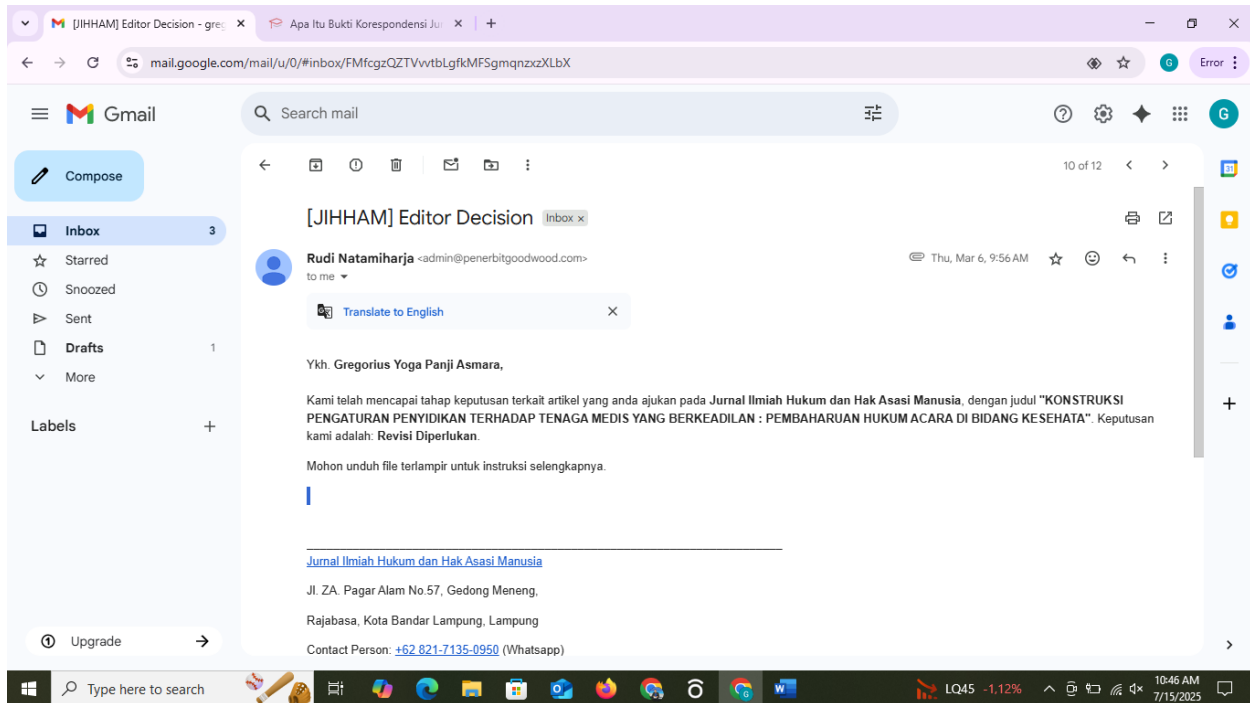 [JIHHAM] Editor Decision - greg
Apa Itu Bukti Korespondensi Jur
mail.google.com/mail/u/0/#inbox/FMfcgzQZTVvvtbLgfkMFSgmqnzxzXLbX
G
Error
Gmail
Search mail
G
Compose
10 of 12
31
[JIHHAM] Editor Decision Inbox ×
Inbox 3
Rudi Natamiharja <admin@penerbitgoodwood.com> Thu, Mar 6, 9:56 AM
Starred
to me
Snoozed
Translate to English
Sent
Drafts 1
More
Labels
Ykh. Gregorius Yoga Panji Asmara,
Kami telah mencapai tahap keputusan terkait artikel yang anda ajukan pada Jurnal Ilmiah Hukum dan Hak Asasi Manusia, dengan judul "KONSTRUKSI
PENGATURAN PENYIDIKAN TERHADAP TENAGA MEDIS YANG BERKEADILAN : PEMBAHARUAN HUKUM ACARA DI BIDANG KESEHATA". Keputusan
kami adalah: Revisi Diperlukan.
Mohon unduh file terlampir untuk instruksi selengkapnya.
Jurnal Ilmiah Hukum dan Hak Asasi Manusia
Jl. ZA. Pagar Alam No.57, Gedong Meneng,
Rajabasa, Kota Bandar Lampung, Lampung
Contact Person: +62 821-7135-0950 (Whatsapp)
Upgrade
Type here to search
LQ45 -1,12%
10:46 AM
7/15/2025